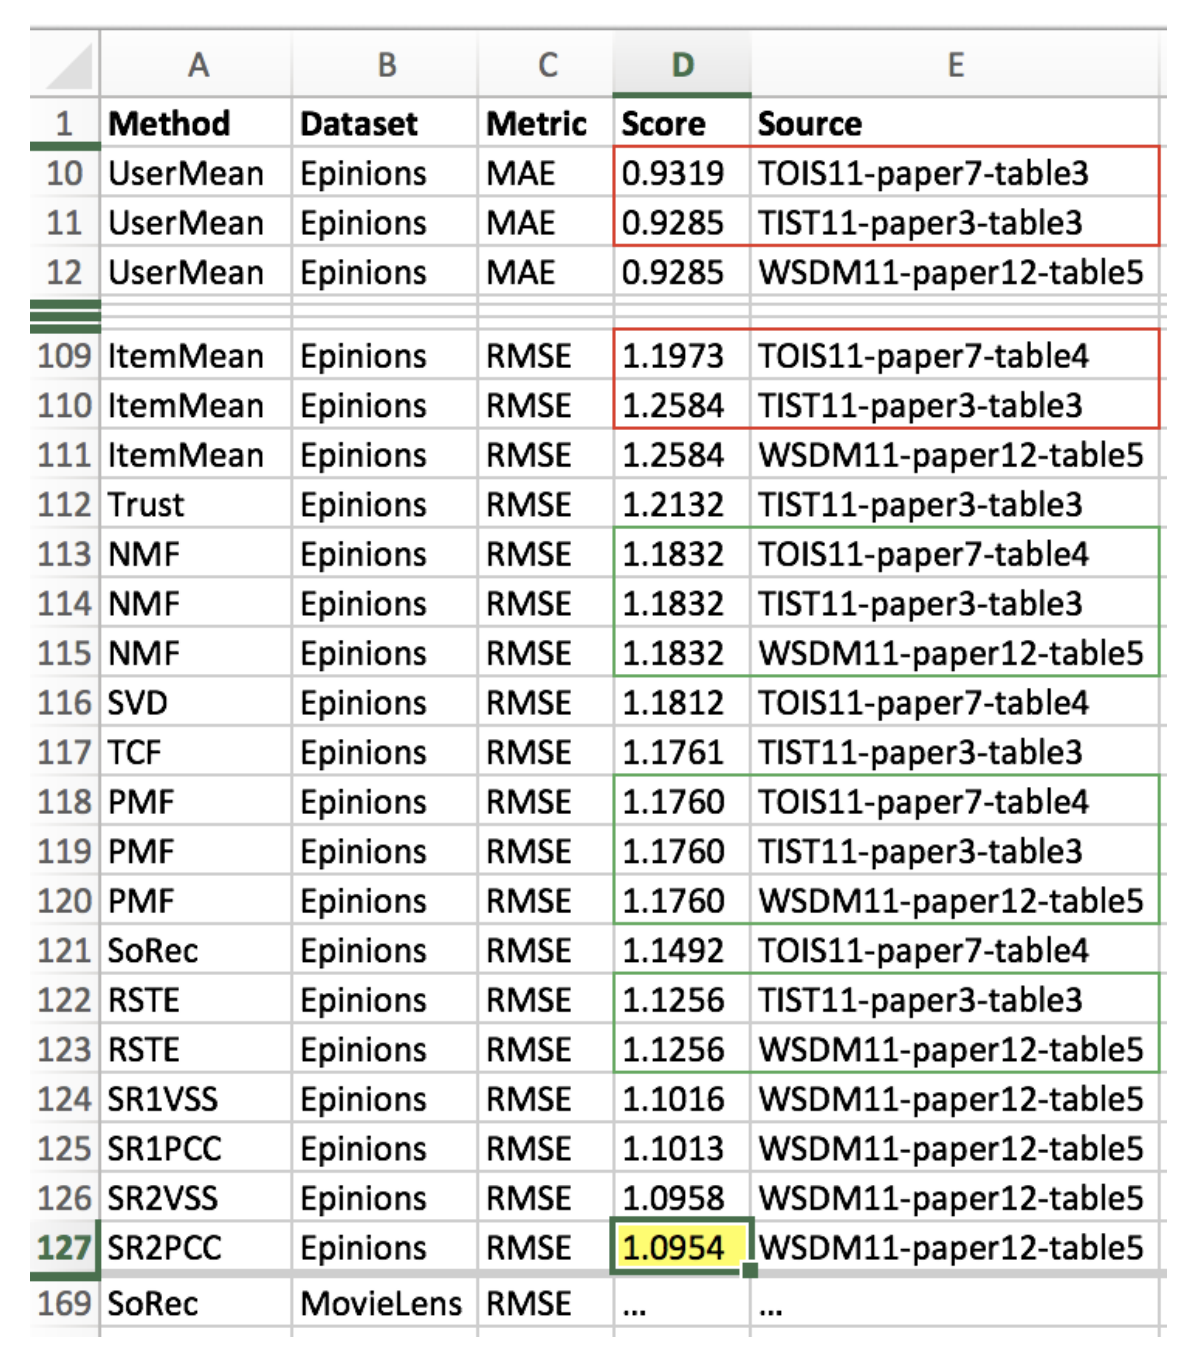 A B C D E
1 Method Dataset Metric Score Source
10 UserMean Epinions MAE 0.9319 TOIS11-paper7-table3
11 UserMean Epinions MAE 0.9285 TIST11-paper3-table3
12 UserMean Epinions MAE 0.9285 WSDM11-paper12-table5
109 ItemMean Epinions RMSE 1.1973 TOIS11-paper7-table4
110 ItemMean Epinions RMSE 1.2584 TIST11-paper3-table3
111 ItemMean Epinions RMSE 1.2584 WSDM11-paper12-table5
112 Trust Epinions RMSE 1.2132 TIST11-paper3-table3
113 NMF Epinions RMSE 1.1832 TOIS11-paper7-table4
114 NMF Epinions RMSE 1.1832 TIST11-paper3-table3
115 NMF Epinions RMSE 1.1832 WSDM11-paper12-table5
116 SVD Epinions RMSE 1.1812 TOIS11-paper7-table4
117 TCF Epinions RMSE 1.1761 TIST11-paper3-table3
118 PMF Epinions RMSE 1.1760 TOIS11-paper7-table4
119 PMF Epinions RMSE 1.1760 TIST11-paper3-table3
120 PMF Epinions RMSE 1.1760 WSDM11-paper12-table5
121 SoRec Epinions RMSE 1.1492 TOIS11-paper7-table4
122 RSTE Epinions RMSE 1.1256 TIST11-paper3-table3
123 RSTE Epinions RMSE 1.1256 WSDM11-paper12-table5
124 SR1VSS Epinions RMSE 1.1016 WSDM11-paper12-table5
125 SR1PCC Epinions RMSE 1.1013 WSDM11-paper12-table5
126 SR2VSS Epinions RMSE 1.0958 WSDM11-paper12-table5
127 SR2PCC Epinions RMSE 1.0954 WSDM11-paper12-table5
169 SoRec MovieLens RMSE ... ...